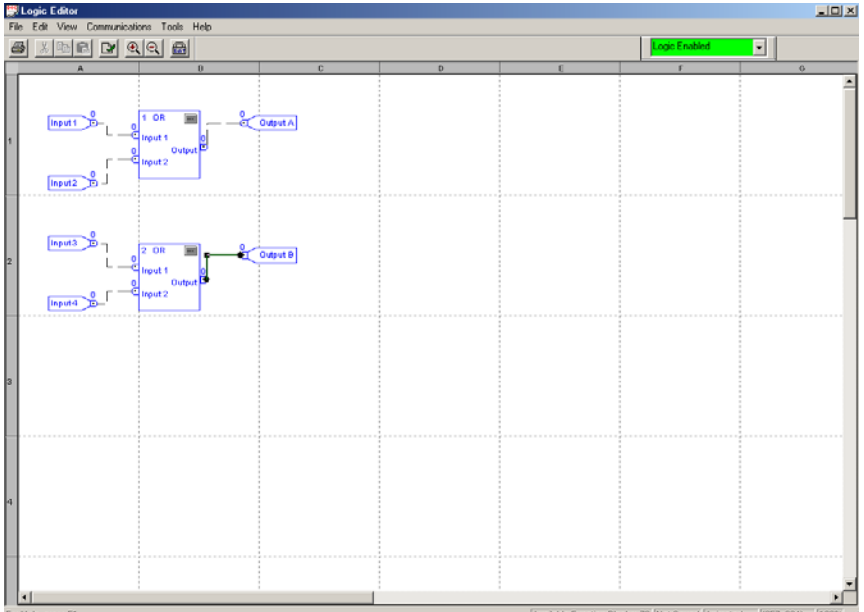 Logic Editor
File Edit View Communications Tools Help
Logic Enabled
A B C D E F G
1
0
Input1
1 OR
0
Input 1
0
Output
0
Input 2
0
Output A
0
Input2
2
0
Input3
2 OR
0
Input 1
0
Output
0
Input 2
0
Output B
0
Input4
3
4